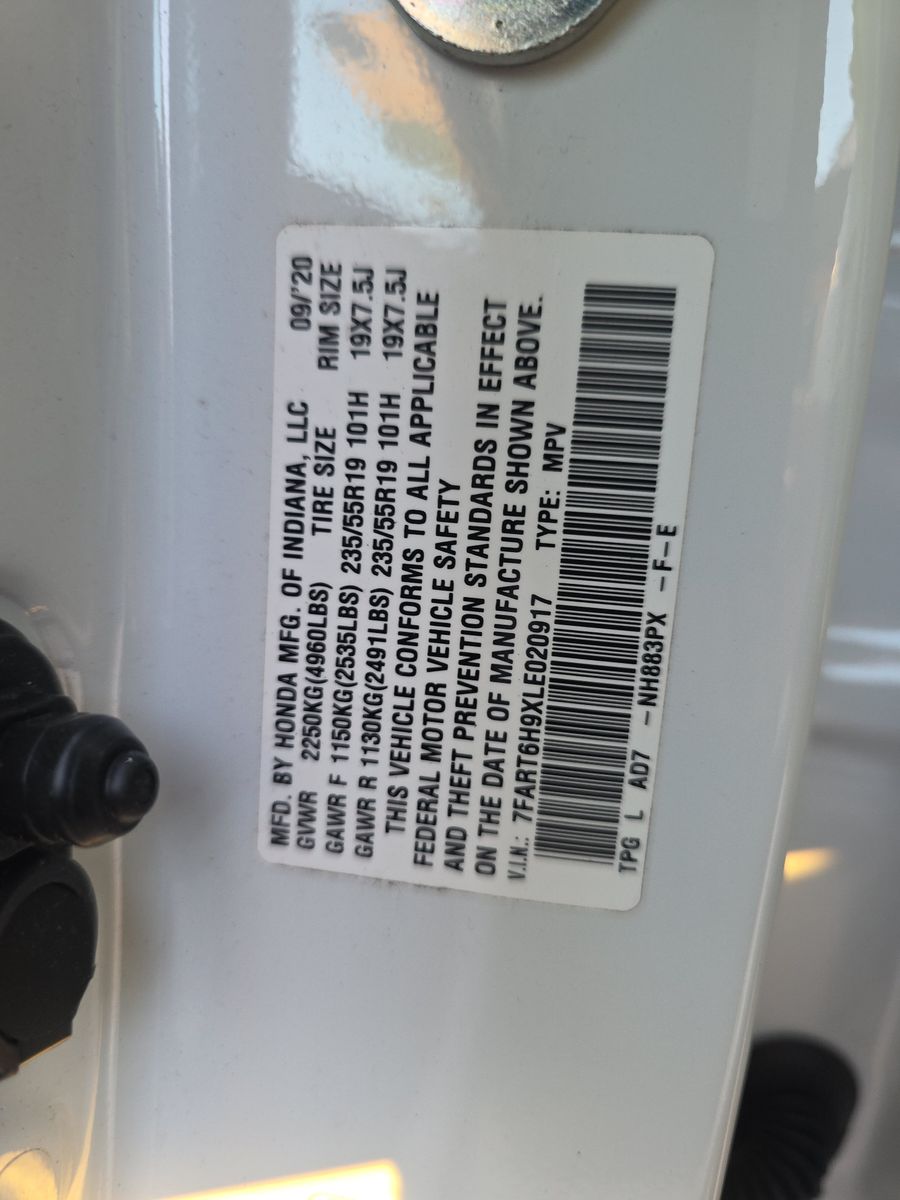 MFD. BY HONDA MFG. OF INDIANA, LLC 09/'20
GVWR 2250KG(4960LBS) TIRE SIZE RIM SIZE
GAWR F 1150KG(2535LBS) 235/55R19 101H 19X7.5J
GAWR R 1130KG(2491LBS) 235/55R19 101H 19X7.5J
THIS VEHICLE CONFORMS TO ALL APPLICABLE
FEDERAL MOTOR VEHICLE SAFETY
AND THEFT PREVENTION STANDARDS IN EFFECT
ON THE DATE OF MANUFACTURE SHOWN ABOVE.
V.I.N.: 7FART6H9XLE020917 TYPE: MPV
TPG L AD7 -NH883PX -F-E